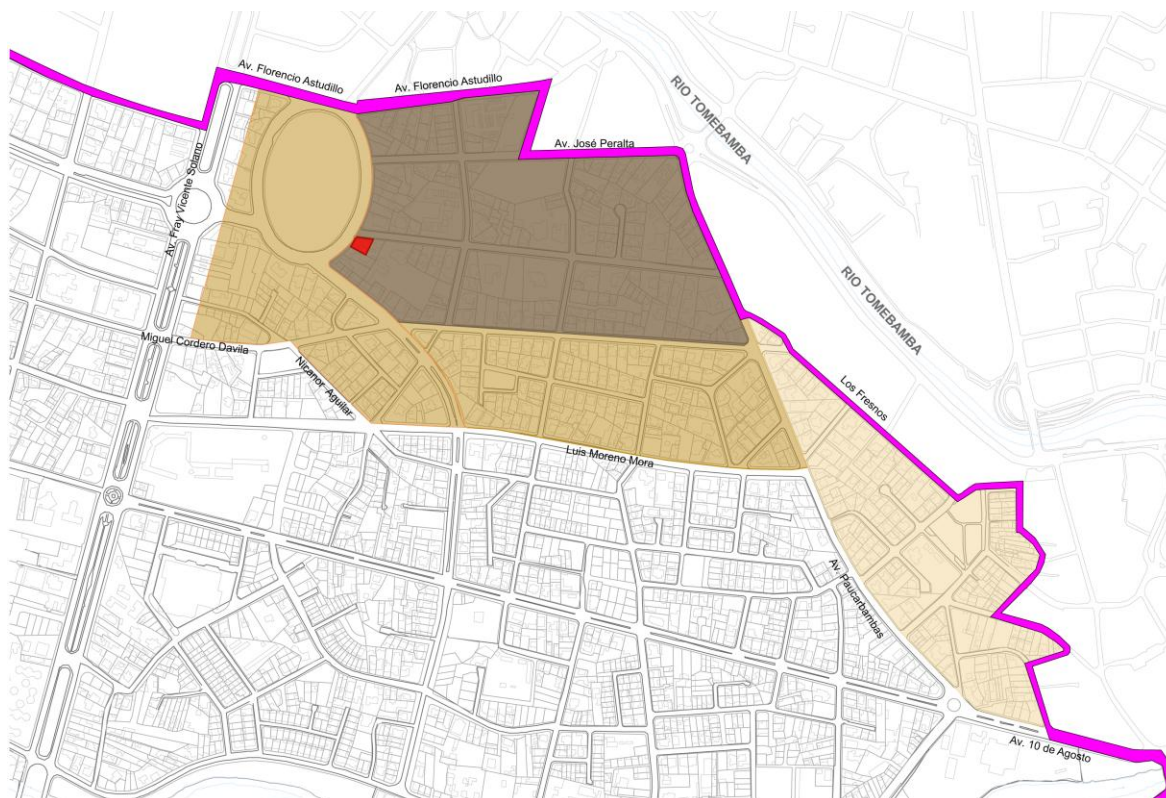 Av. Florencio Astudillo
Av. Florencio Astudillo
RIO TOMEBAMBA
Av. José Peralta
Av. Fray Vicente Solano
RIO TOMEBAMBA
Miguel Cordero Davila
Nicanor Aguilar
Los Fresnos
Luis Moreno Mora
Av. Paucarbambas
Av. 10 de Agosto